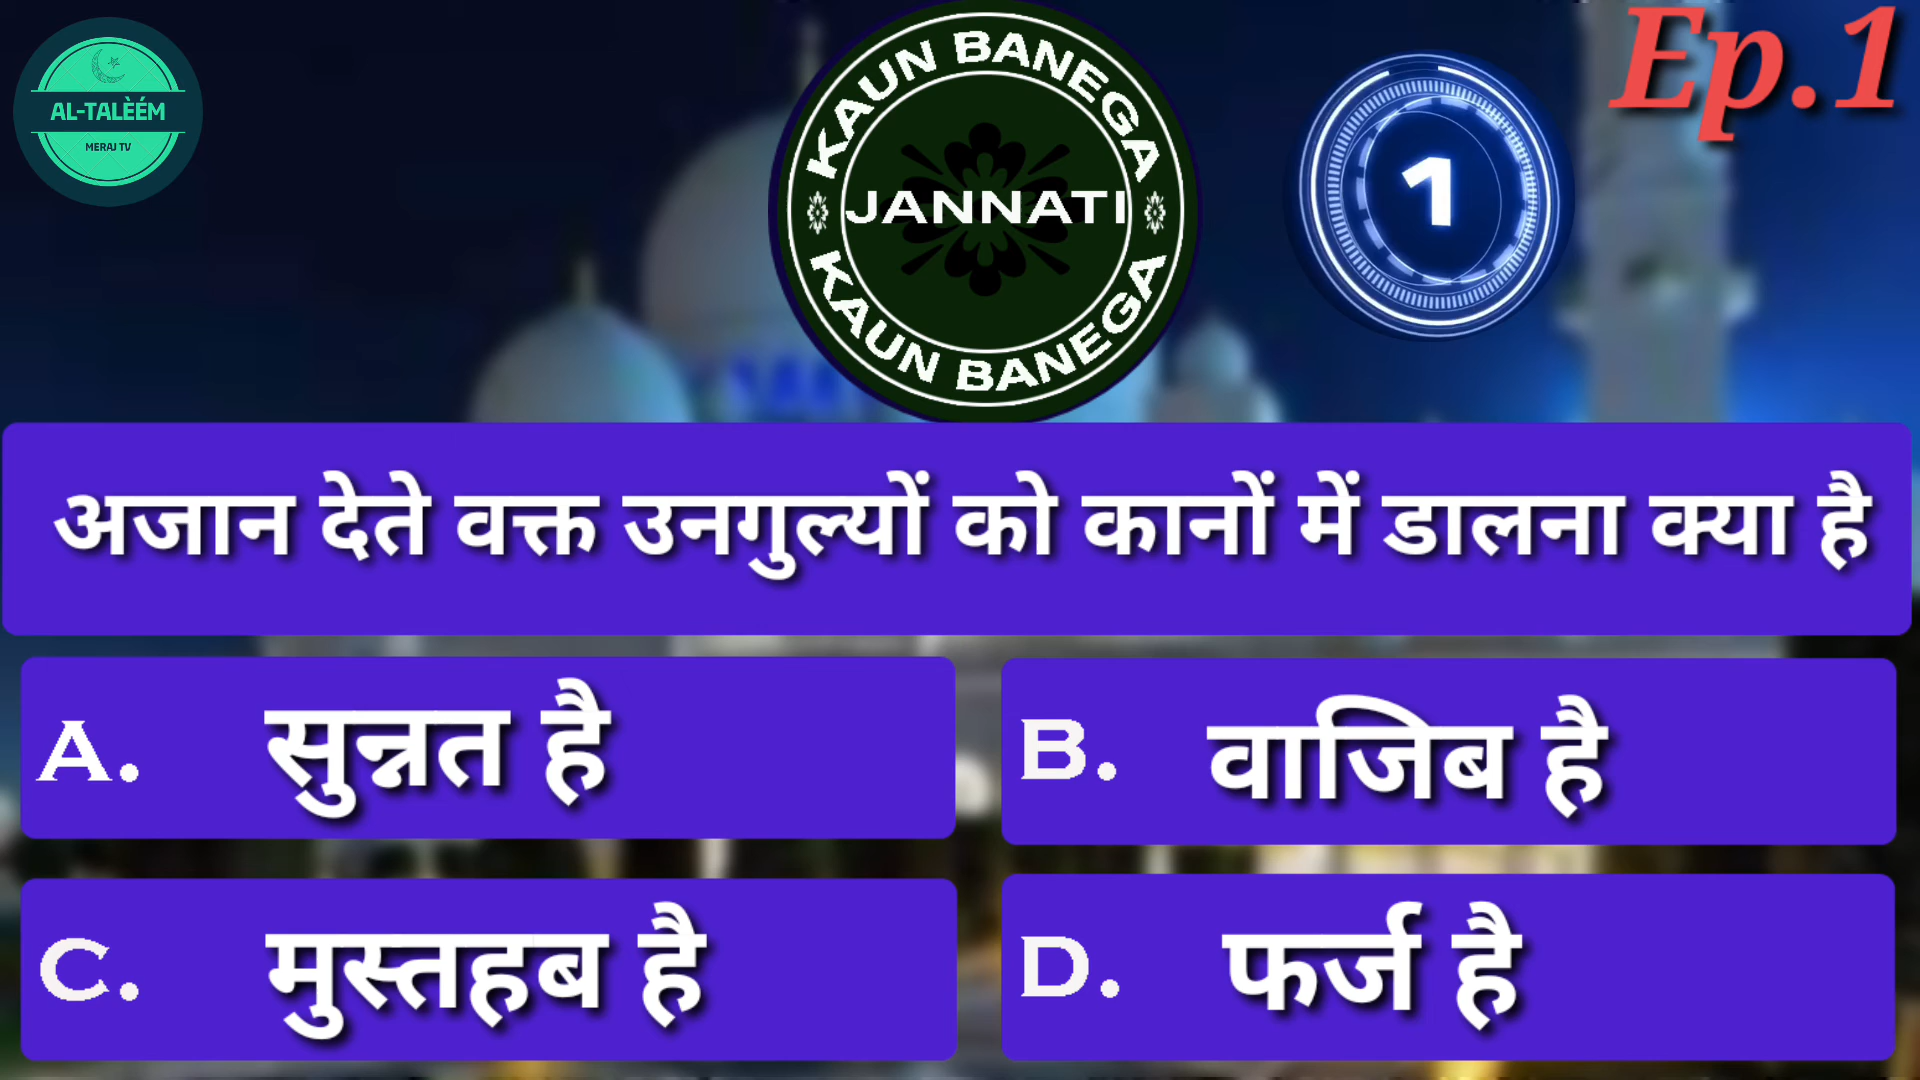 AL-TALÈÉM
MERAJ TV
KAUN BANEGA
JANNATI
KAUN BANEGA
1
Ep.1
अजान देते वक्त उनगुल्यों को कानों में डालना क्या है
A. सुन्नत है
B. वाजिब है
C. मुस्तहब है
D. फर्ज है